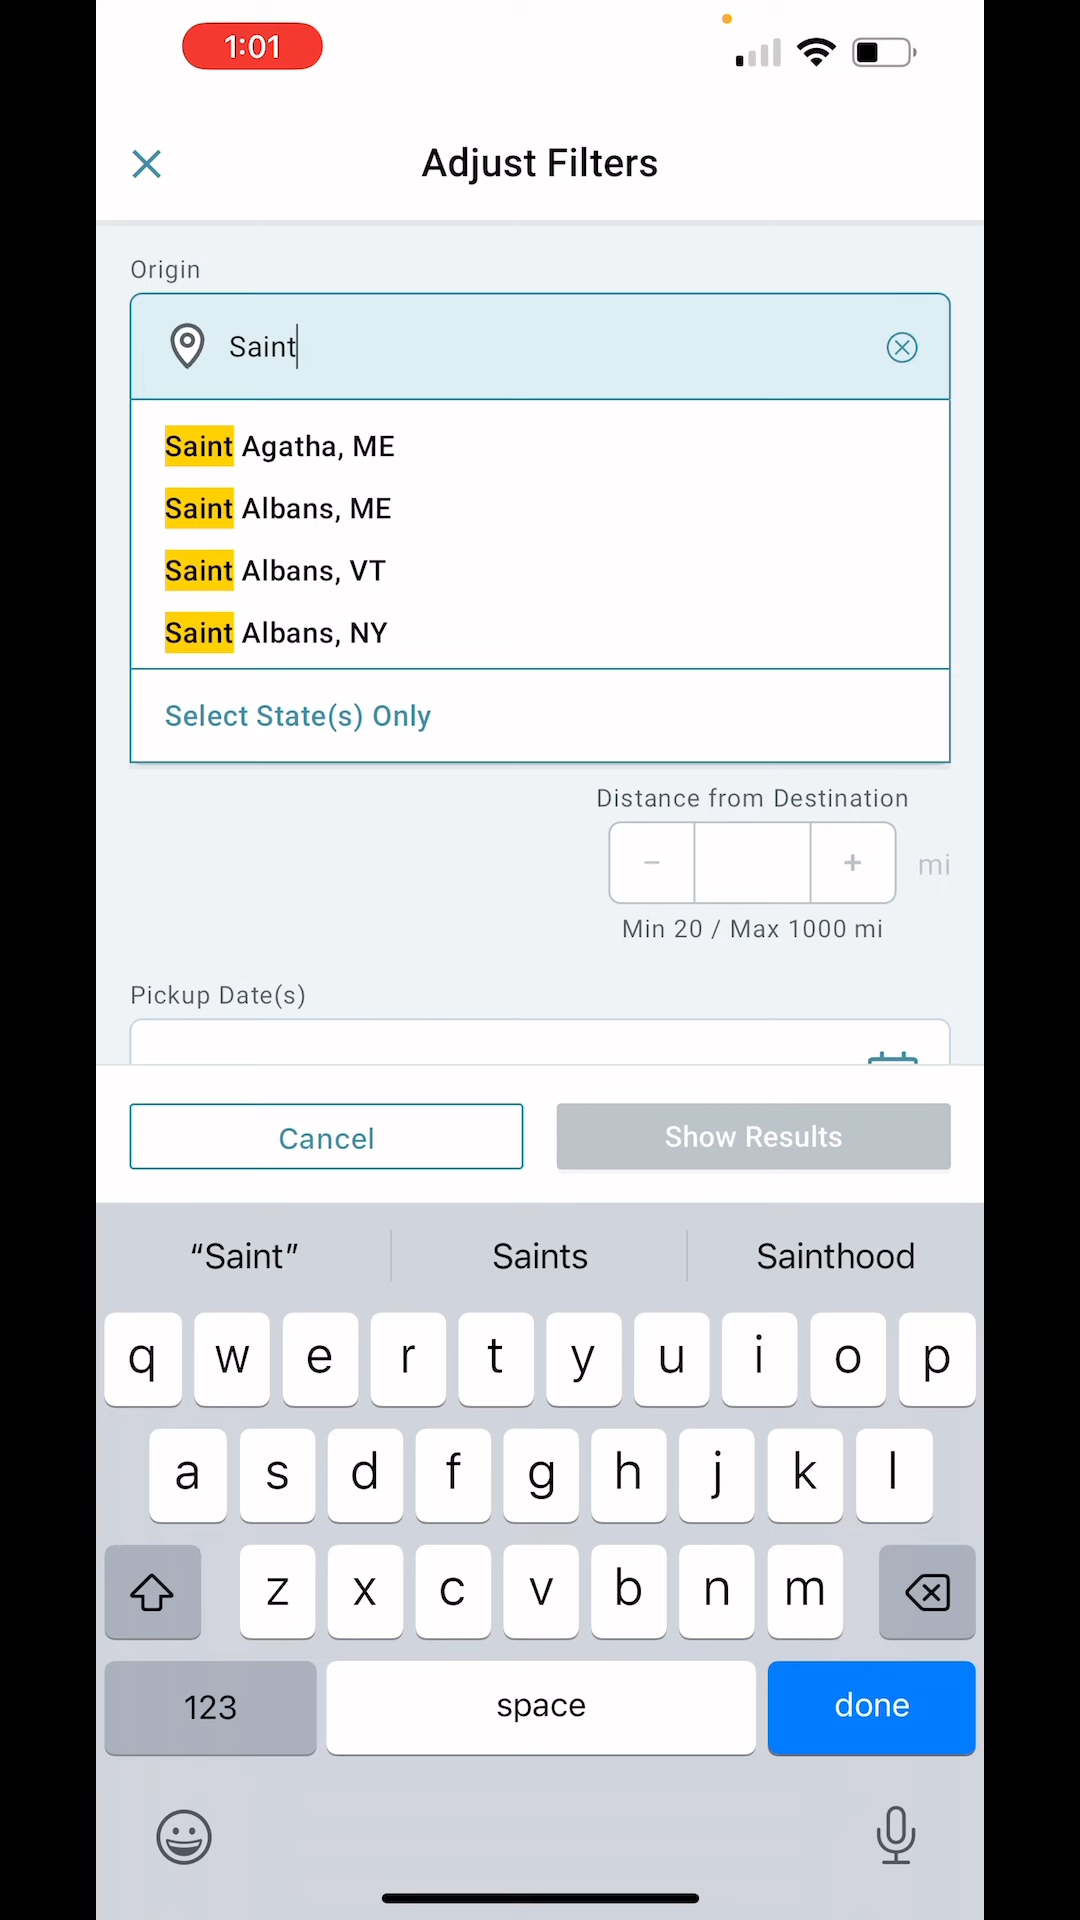 1:01
Adjust Filters
Origin
Saint
Saint Agatha, ME
Saint Albans, ME
Saint Albans, VT
Saint Albans, NY
Select State(s) Only
Distance from Destination
− + mi
Min 20 / Max 1000 mi
Pickup Date(s)
Cancel Show Results
“Saint” Saints Sainthood
q w e r t y u i o p
a s d f g h j k l
z x c v b n m
123 space done